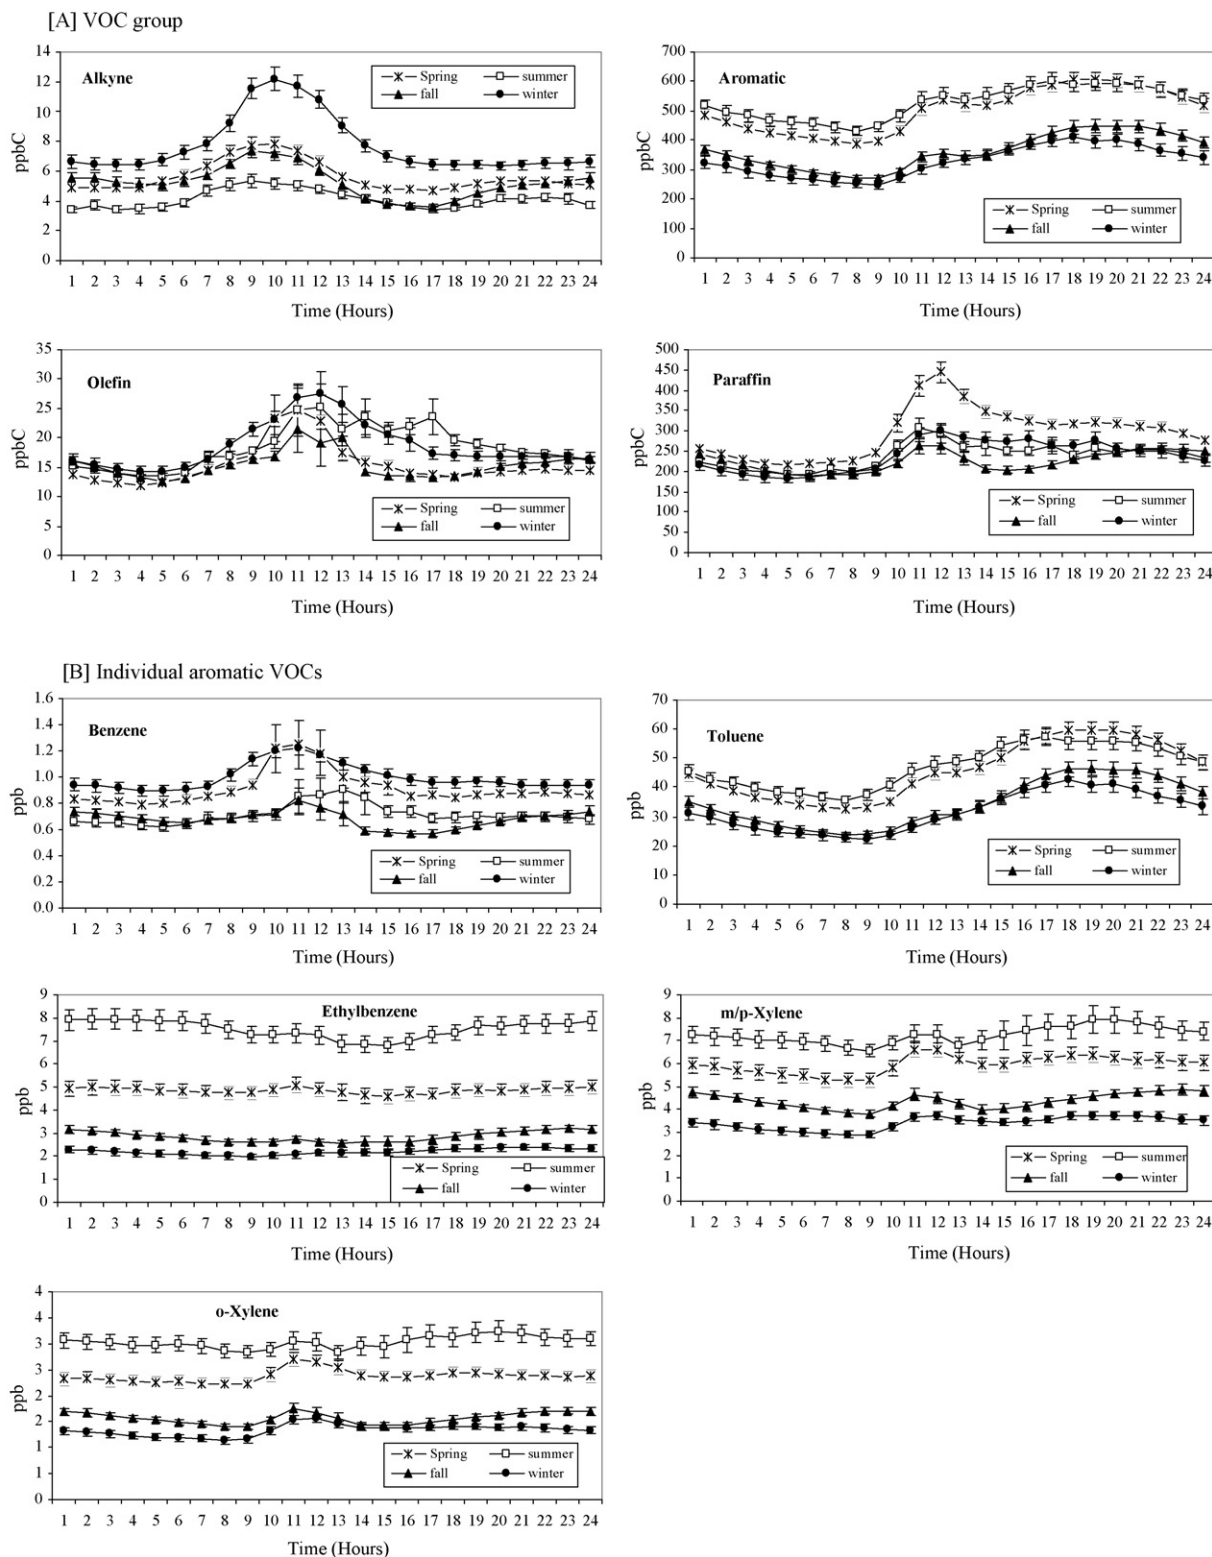 [A] VOC group
Alkyne
Spring summer
fall winter
ppbC
14
12
10
8
6
4
2
0
1 2 3 4 5 6 7 8 9 10 11 12 13 14 15 16 17 18 19 20 21 22 23 24
Time (Hours)
Aromatic
ppbC
700
600
500
400
300
200
100
0
Spring summer
fall winter
1 2 3 4 5 6 7 8 9 10 11 12 13 14 15 16 17 18 19 20 21 22 23 24
Time (Hours)
Olefin
ppbC
35
30
25
20
15
10
5
0
Spring summer
fall winter
1 2 3 4 5 6 7 8 9 10 11 12 13 14 15 16 17 18 19 20 21 22 23 24
Time (Hours)
Paraffin
ppbC
500
450
400
350
300
250
200
150
100
50
0
Spring summer
fall winter
1 2 3 4 5 6 7 8 9 10 11 12 13 14 15 16 17 18 19 20 21 22 23 24
Time (Hours)
[B] Individual aromatic VOCs
Benzene
ppb
1.6
1.4
1.2
1.0
0.8
0.6
0.4
0.2
0.0
Spring summer
fall winter
1 2 3 4 5 6 7 8 9 10 11 12 13 14 15 16 17 18 19 20 21 22 23 24
Time (Hours)
Toluene
ppb
70
60
50
40
30
20
10
0
Spring summer
fall winter
1 2 3 4 5 6 7 8 9 10 11 12 13 14 15 16 17 18 19 20 21 22 23 24
Time (Hours)
Ethylbenzene
ppb
9
8
7
6
5
4
3
2
1
0
Spring summer
fall winter
1 2 3 4 5 6 7 8 9 10 11 12 13 14 15 16 17 18 19 20 21 22 23 24
Time (Hours)
m/p-Xylene
ppb
9
8
7
6
5
4
3
2
1
0
Spring summer
fall winter
1 2 3 4 5 6 7 8 9 10 11 12 13 14 15 16 17 18 19 20 21 22 23 24
Time (Hours)
o-Xylene
ppb
4
4
3
3
2
2
1
1
0
Spring summer
fall winter
1 2 3 4 5 6 7 8 9 10 11 12 13 14 15 16 17 18 19 20 21 22 23 24
Time (Hours)